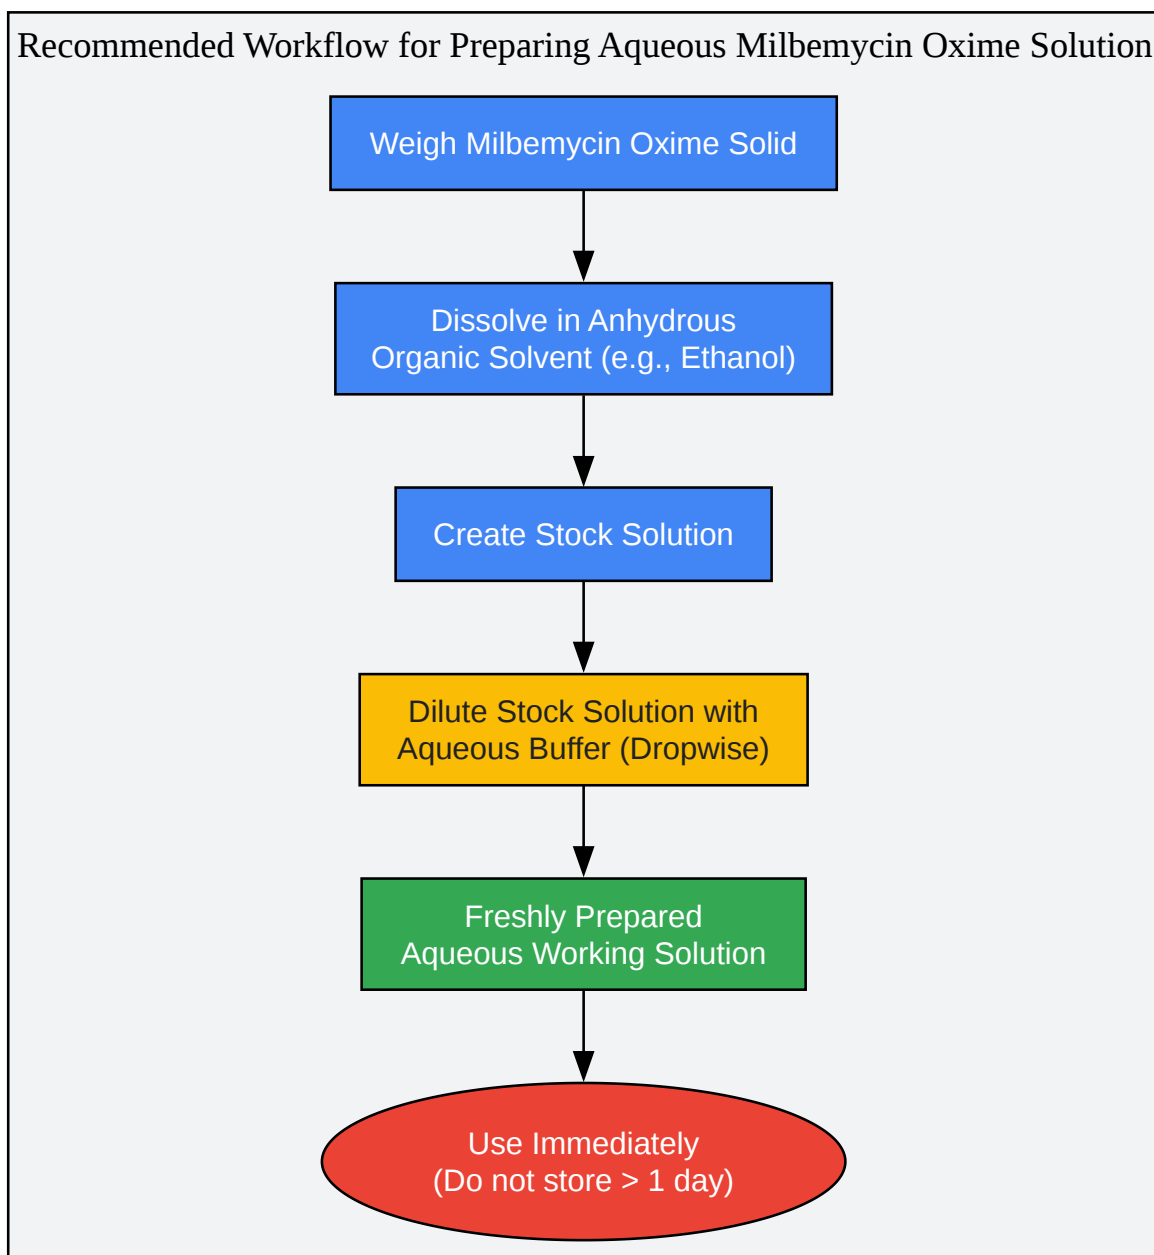 Recommended Workflow for Preparing Aqueous Milbemycin Oxime Solution
Weigh Milbemycin Oxime Solid
Dissolve in Anhydrous
Organic Solvent (e.g., Ethanol)
Create Stock Solution
Dilute Stock Solution with
Aqueous Buffer (Dropwise)
Freshly Prepared
Aqueous Working Solution
Use Immediately
(Do not store > 1 day)